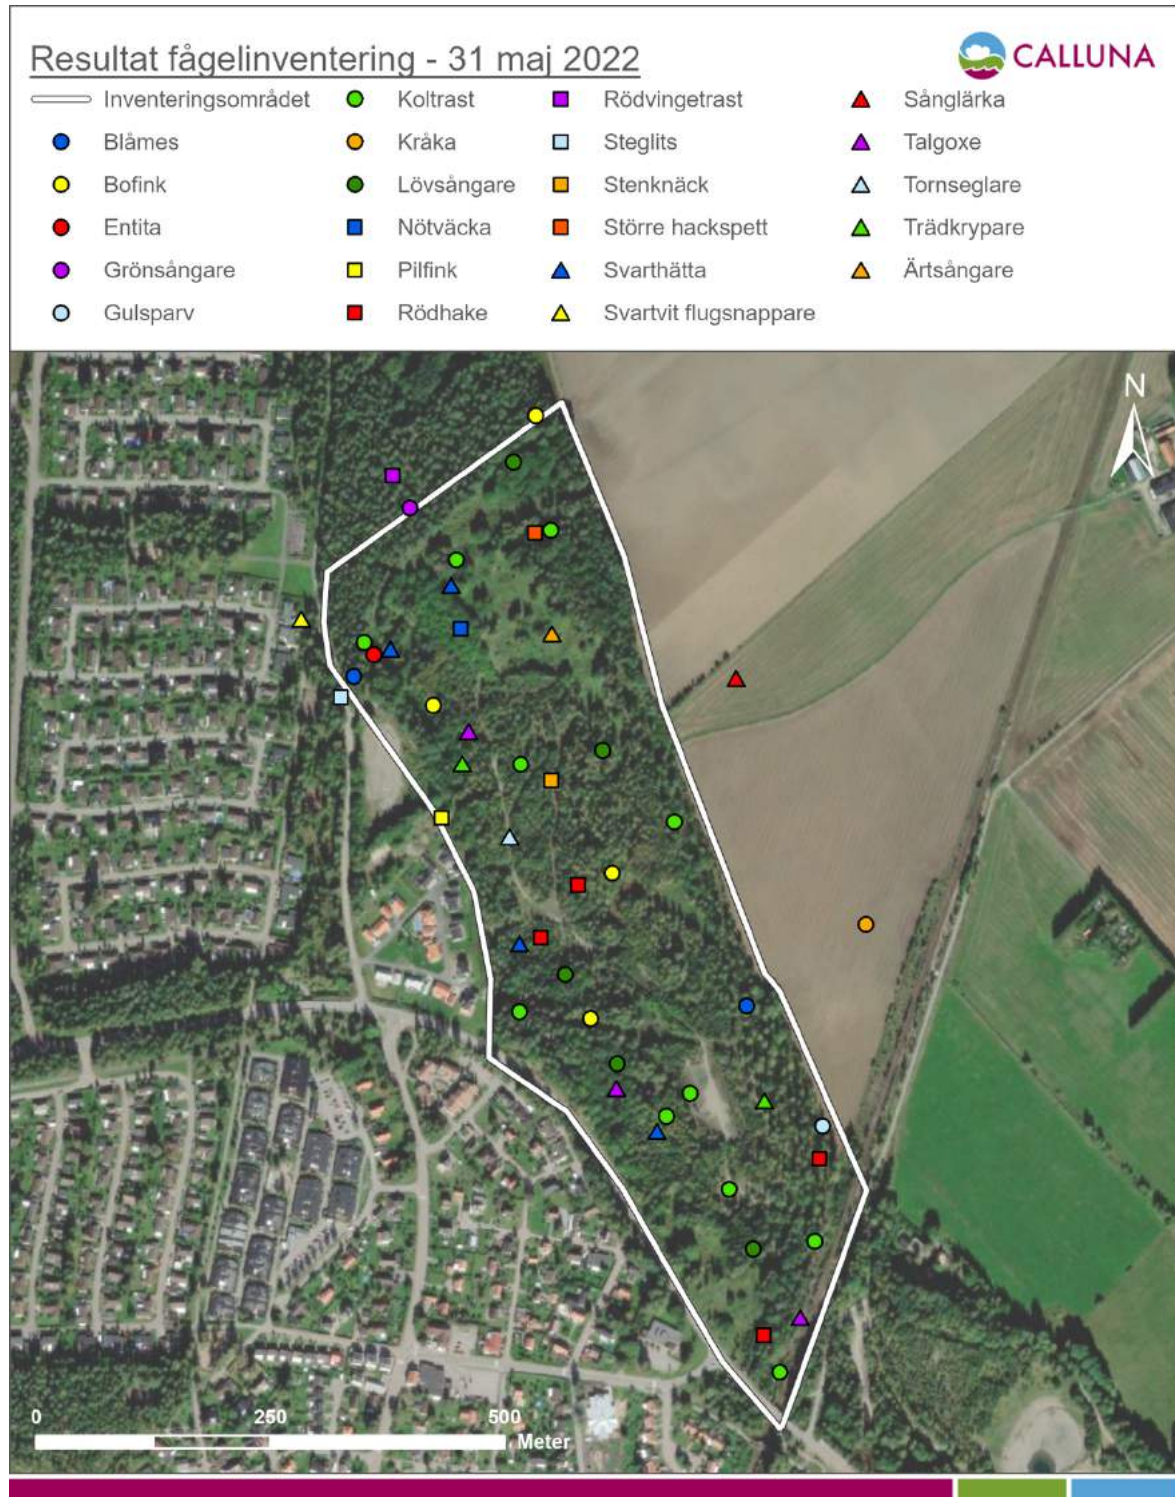 Resultat fågelinventering - 31 maj 2022
CALLUNA
Inventeringsområdet
Koltrast
Rödvingetrast
Sånglärka
Blåmes
Kråka
Steglits
Talgoxe
Bofink
Lövsångare
Stenknäck
Tornseglare
Entita
Nötväcka
Större hackspett
Trädkrypare
Grönsångare
Pilfink
Svarthätta
Ärtsångare
Gulsparv
Rödhake
Svartvit flugsnappare
N
0 250 500
Meter